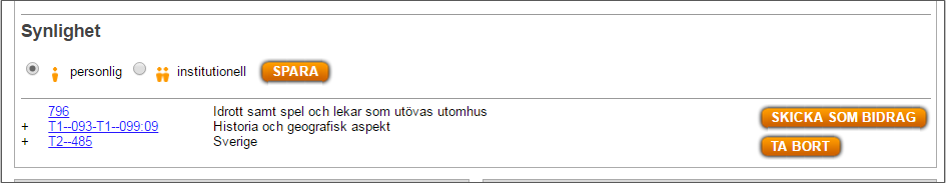 Synlighet
personlig institutionell SPARA
796 Idrott samt spel och lekar som utövas utomhus
+ T1--093-T1--099:09 Historia och geografisk aspekt
+ T2--485 Sverige
SKICKA SOM BIDRAG
TA BORT